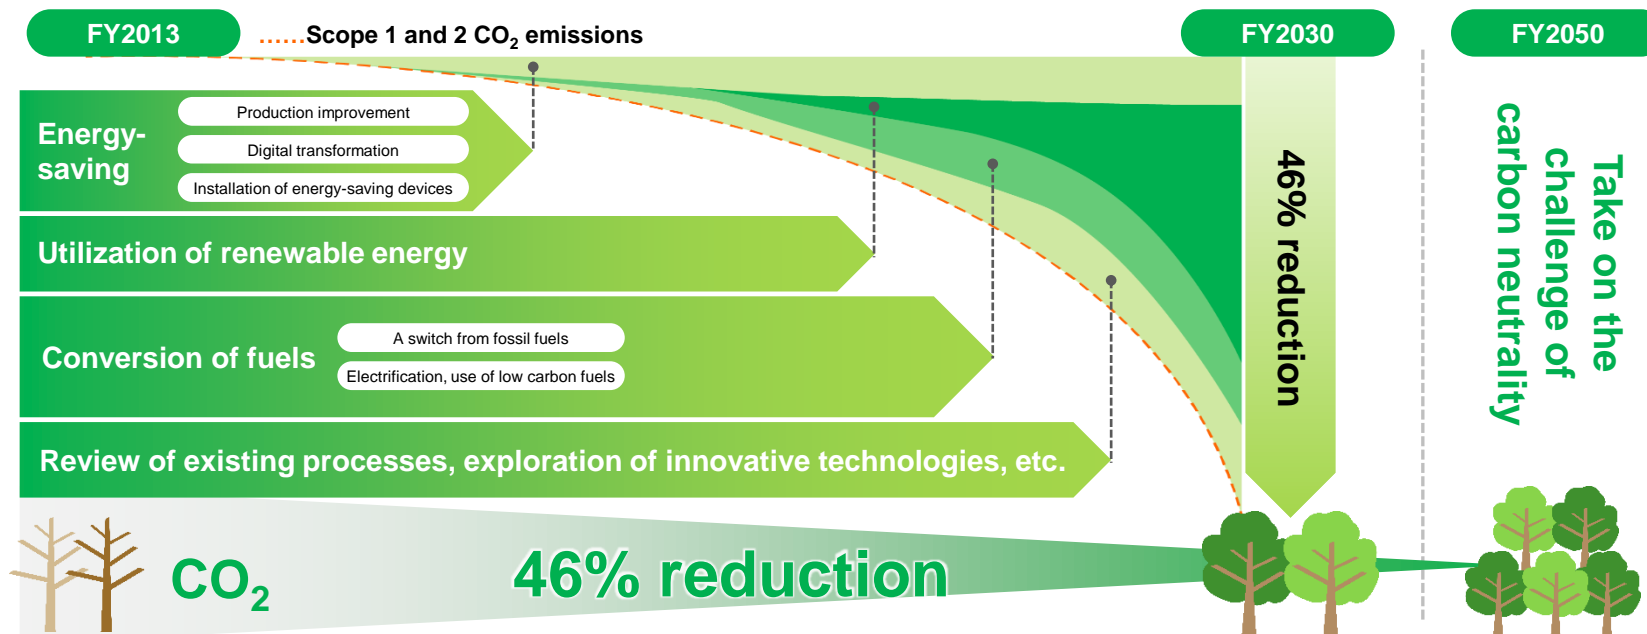 FY2013
......Scope 1 and 2 CO₂ emissions
FY2030
FY2050
Energy-
saving
Production improvement
Digital transformation
Installation of energy-saving devices
Utilization of renewable energy
Conversion of fuels
A switch from fossil fuels
Electrification, use of low carbon fuels
Review of existing processes, exploration of innovative technologies, etc.
46% reduction
Take on the
challenge of
carbon neutrality
CO₂
46% reduction